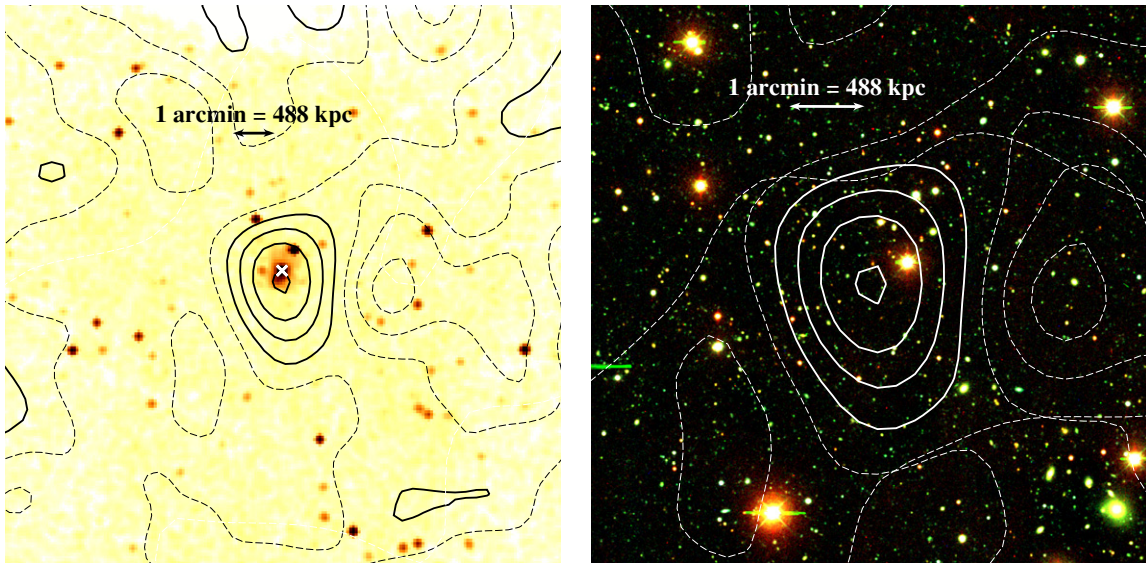 1 arcmin = 488 kpc
1 arcmin = 488 kpc